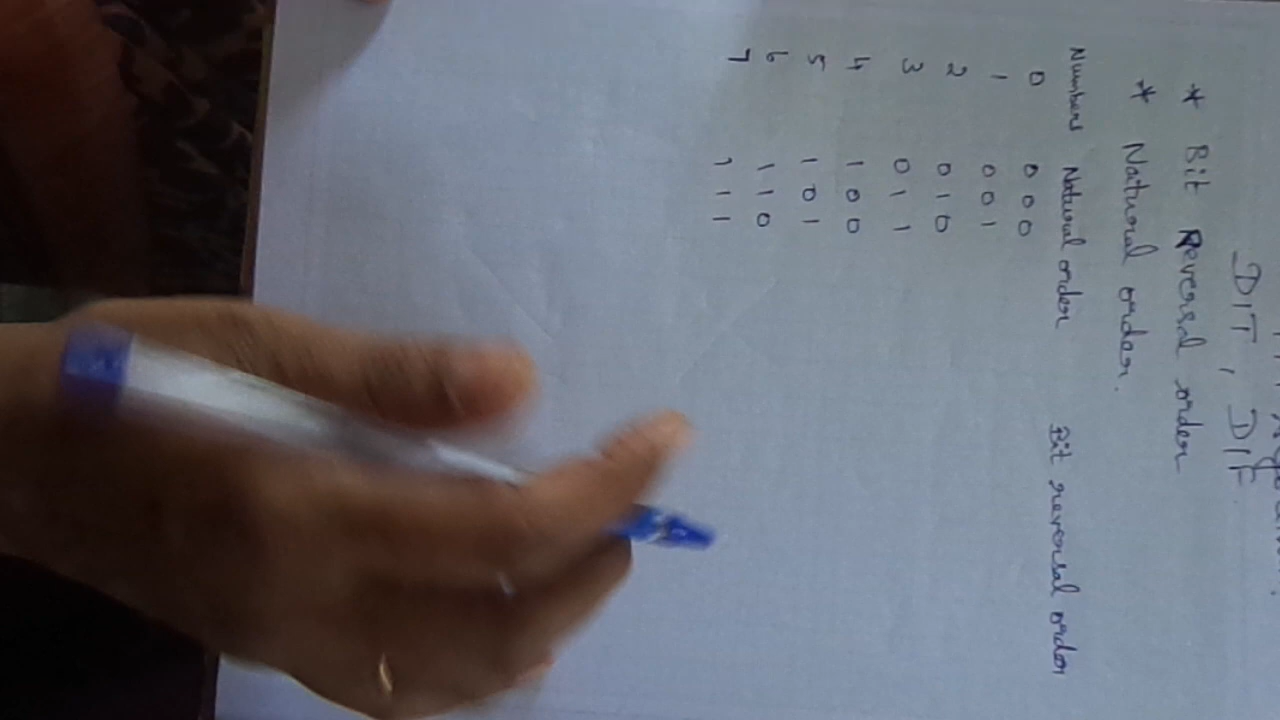 DIT, DIF
* Bit Reversal order
* Natural order.
Numbers Natural order Bit reversal order
0 0 0 0
1 0 0 1
2 0 1 0
3 0 1 1
4 1 0 0
5 1 0 1
6 1 1 0
7 1 1 1